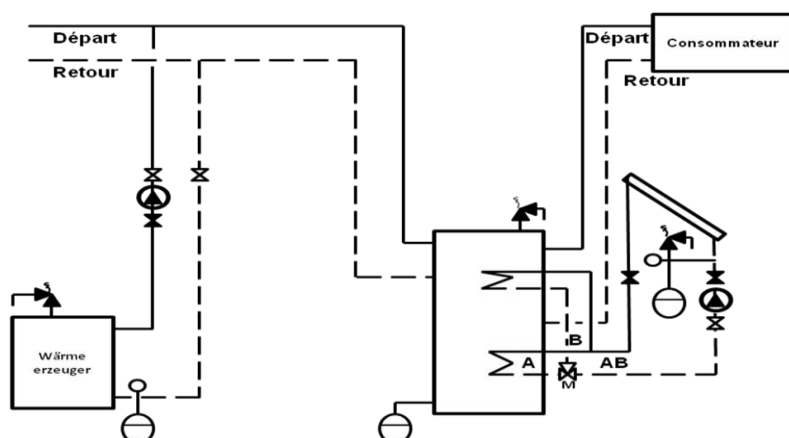 Départ
Retour
Départ
Consommateur
Retour
Wärme
erzeuger
B
A
AB
M